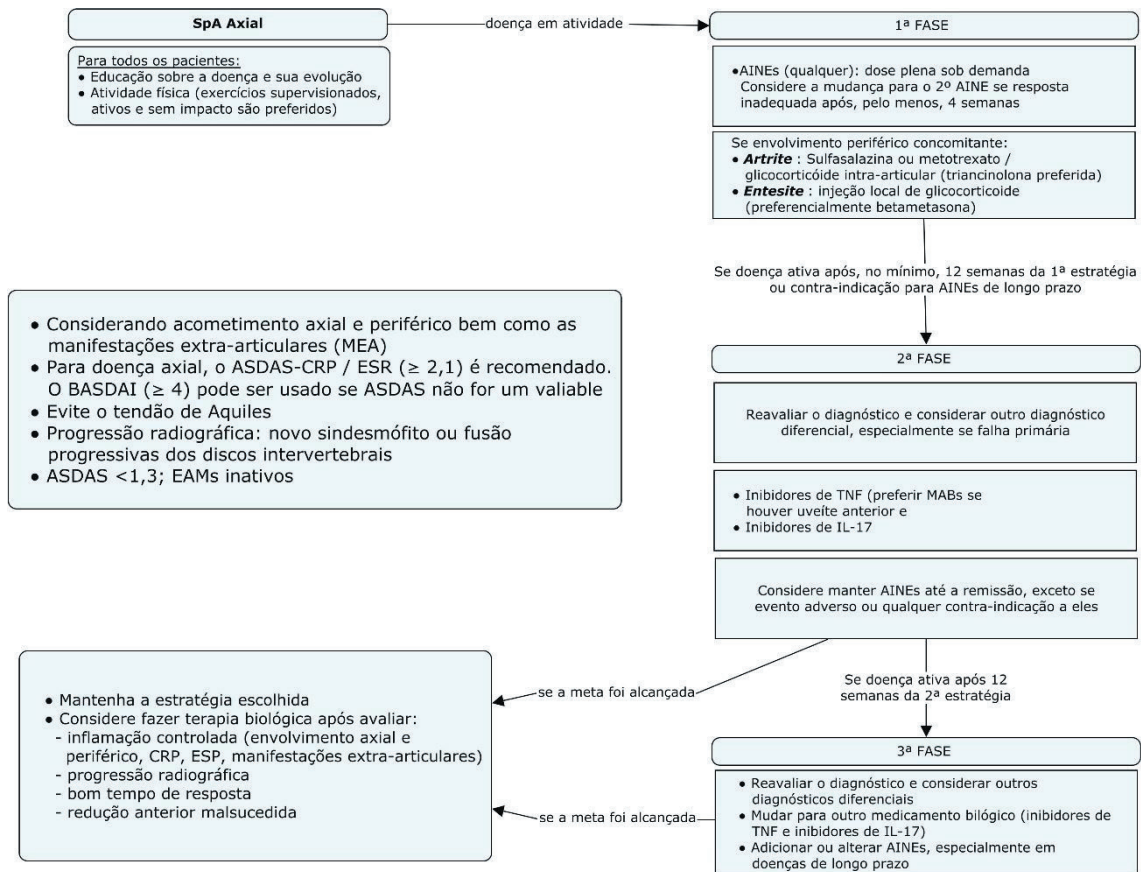 SpA Axial
doença em atividade
1ª FASE
Para todos os pacientes:
● Educação sobre a doença e sua evolução
● Atividade física (exercícios supervisionados,
ativos e sem impacto são preferidos)
●AINEs (qualquer): dose plena sob demanda
Considere a mudança para o 2º AINE se resposta
inadequada após, pelo menos, 4 semanas
Se envolvimento periférico concomitante:
● Artrite : Sulfasalazina ou metotrexato /
glicocorticóide intra-articular (triancinolona preferida)
● Entesite : injeção local de glicocorticoide
(preferencialmente betametasona)
Se doença ativa após, no mínimo, 12 semanas da 1ª estratégia
ou contra-indicação para AINEs de longo prazo
● Considerando acometimento axial e periférico bem como as
manifestações extra-articulares (MEA)
● Para doença axial, o ASDAS-CRP / ESR (≥ 2,1) é recomendado.
O BASDAI (≥ 4) pode ser usado se ASDAS não for um valiable
● Evite o tendão de Aquiles
● Progressão radiográfica: novo sindesmófito ou fusão
progressivas dos discos intervertebrais
● ASDAS <1,3; EAMs inativos
2ª FASE
Reavaliar o diagnóstico e considerar outro diagnóstico
diferencial, especialmente se falha primária
● Inibidores de TNF (preferir MABs se
houver uveíte anterior e
● Inibidores de IL-17
Considere manter AINEs até a remissão, exceto se
evento adverso ou qualquer contra-indicação a eles
se a meta foi alcançada
Se doença ativa após 12
semanas da 2ª estratégia
● Mantenha a estratégia escolhida
● Considere fazer terapia biológica após avaliar:
- inflamação controlada (envolvimento axial e
periférico, CRP, ESP, manifestações extra-articulares)
- progressão radiográfica
- bom tempo de resposta
- redução anterior malsucedida
se a meta foi alcançada
3ª FASE
● Reavaliar o diagnóstico e considerar outros
diagnósticos diferenciais
● Mudar para outro medicamento bilógico (inibidores de
TNF e inibidores de IL-17)
● Adicionar ou alterar AINEs, especialmente em
doenças de longo prazo